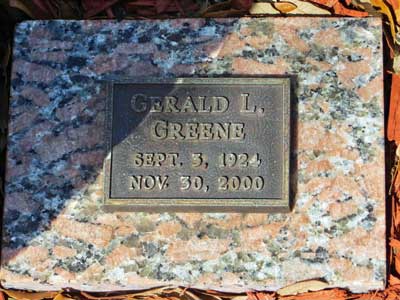 GERALD L.
GREENE
SEPT. 3, 1924
NOV. 30, 2000